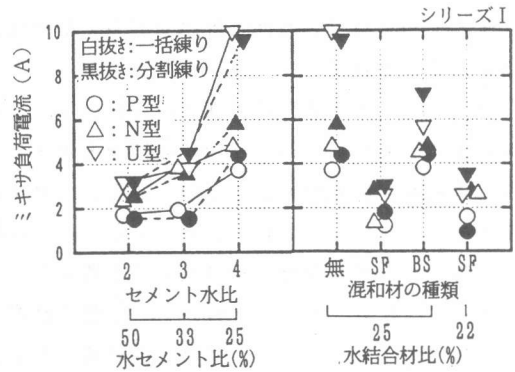 シリーズⅠ
ミキサ負荷電流 (A)
10
8
6
4
2
0
白抜き:一括練り
黒抜き:分割練り
○:P型
△:N型
▽:U型
2 3 4
セメント水比
50 33 25
水セメント比(%)
無 SF BS SF
混和材の種類
25 22
水結合材比(%)